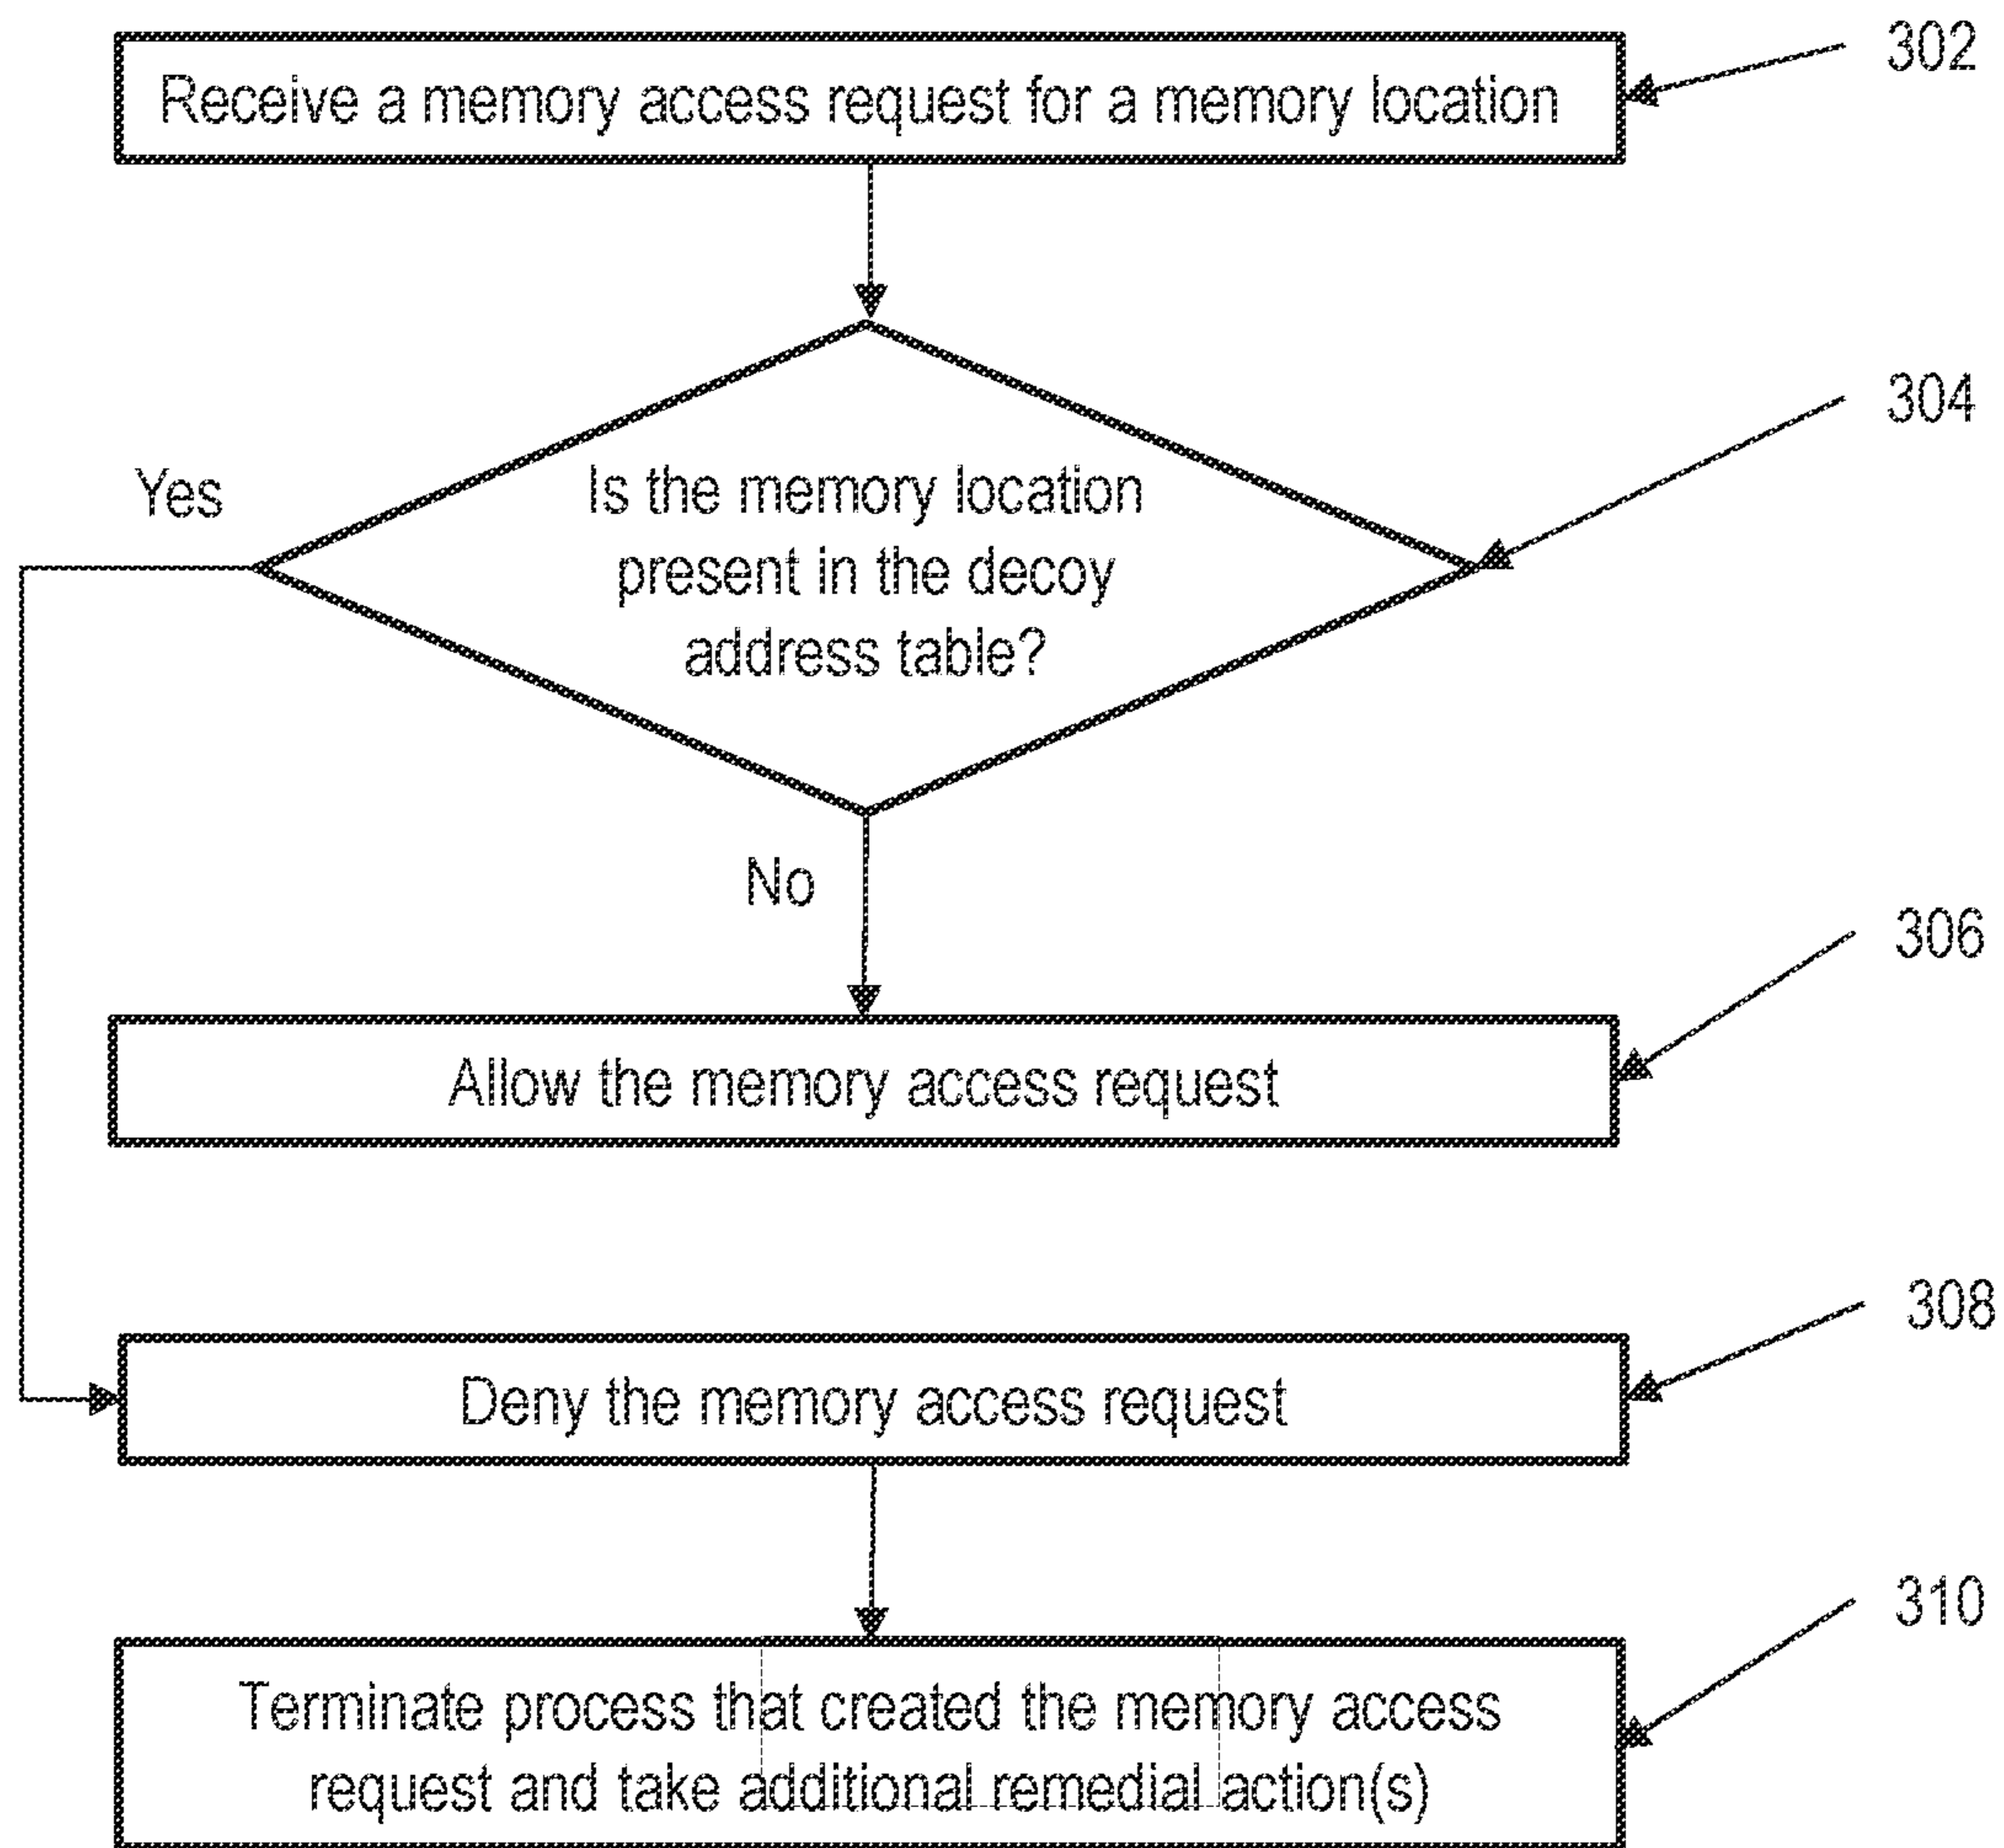 Receive a memory access request for a memory location
302
304
Yes
Is the memory location
present in the decoy
address table?
No
306
Allow the memory access request
308
Deny the memory access request
310
Terminate process that created the memory access
request and take additional remedial action(s)